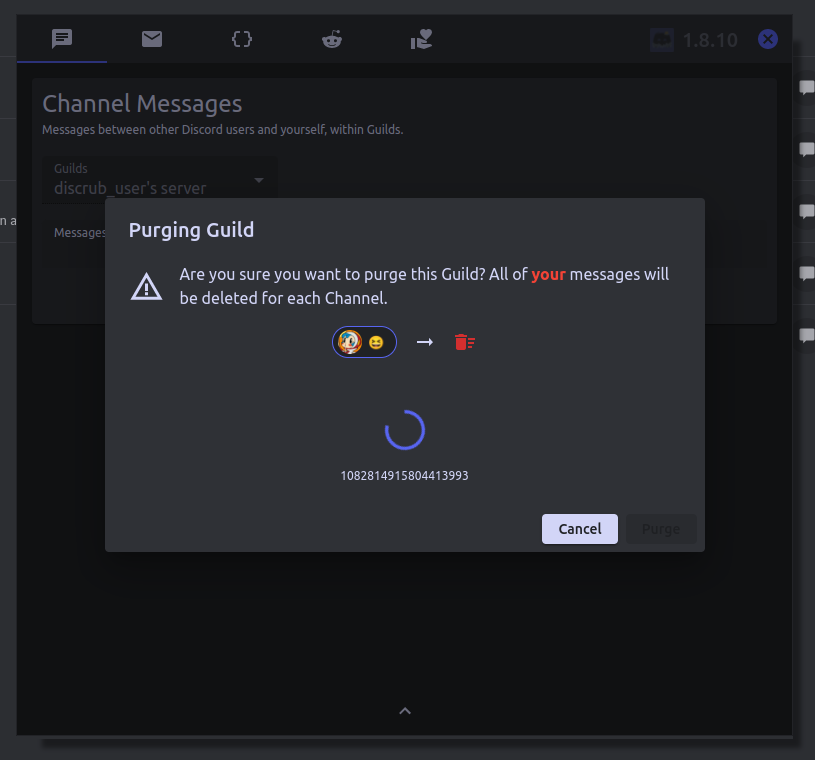 1.8.10
Channel Messages
Messages between other Discord users and yourself, within Guilds.
Guilds
discrub_user's server
n a
Messages
Purging Guild
Are you sure you want to purge this Guild? All of your messages will
be deleted for each Channel.
1082814915804413993
Cancel
Purge